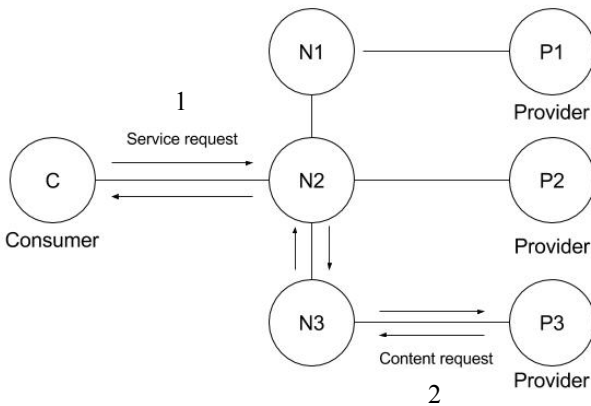 N1
P1
Provider
1
Service request
C
N2
P2
Consumer
Provider
N3
P3
Content request
Provider
2